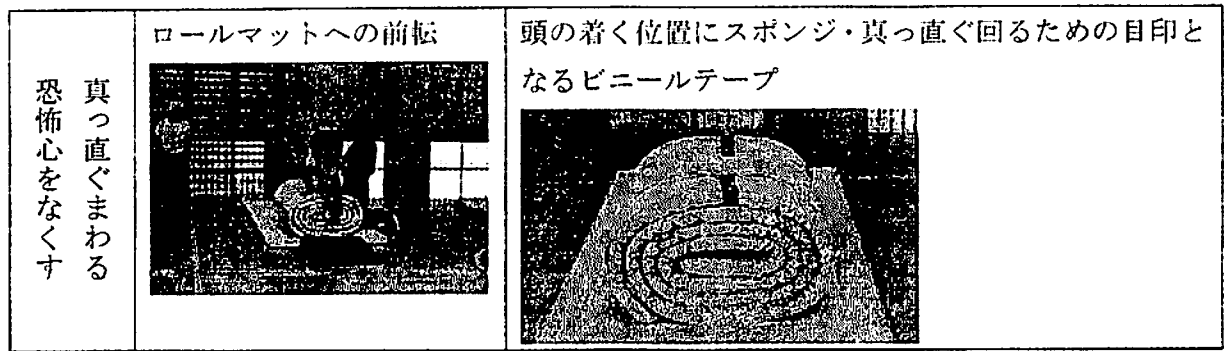 真っ直ぐまわる
恐怖心をなくす
ロールマットへの前転
頭の着く位置にスポンジ・真っ直ぐ回るための目印と
なるビニールテープ